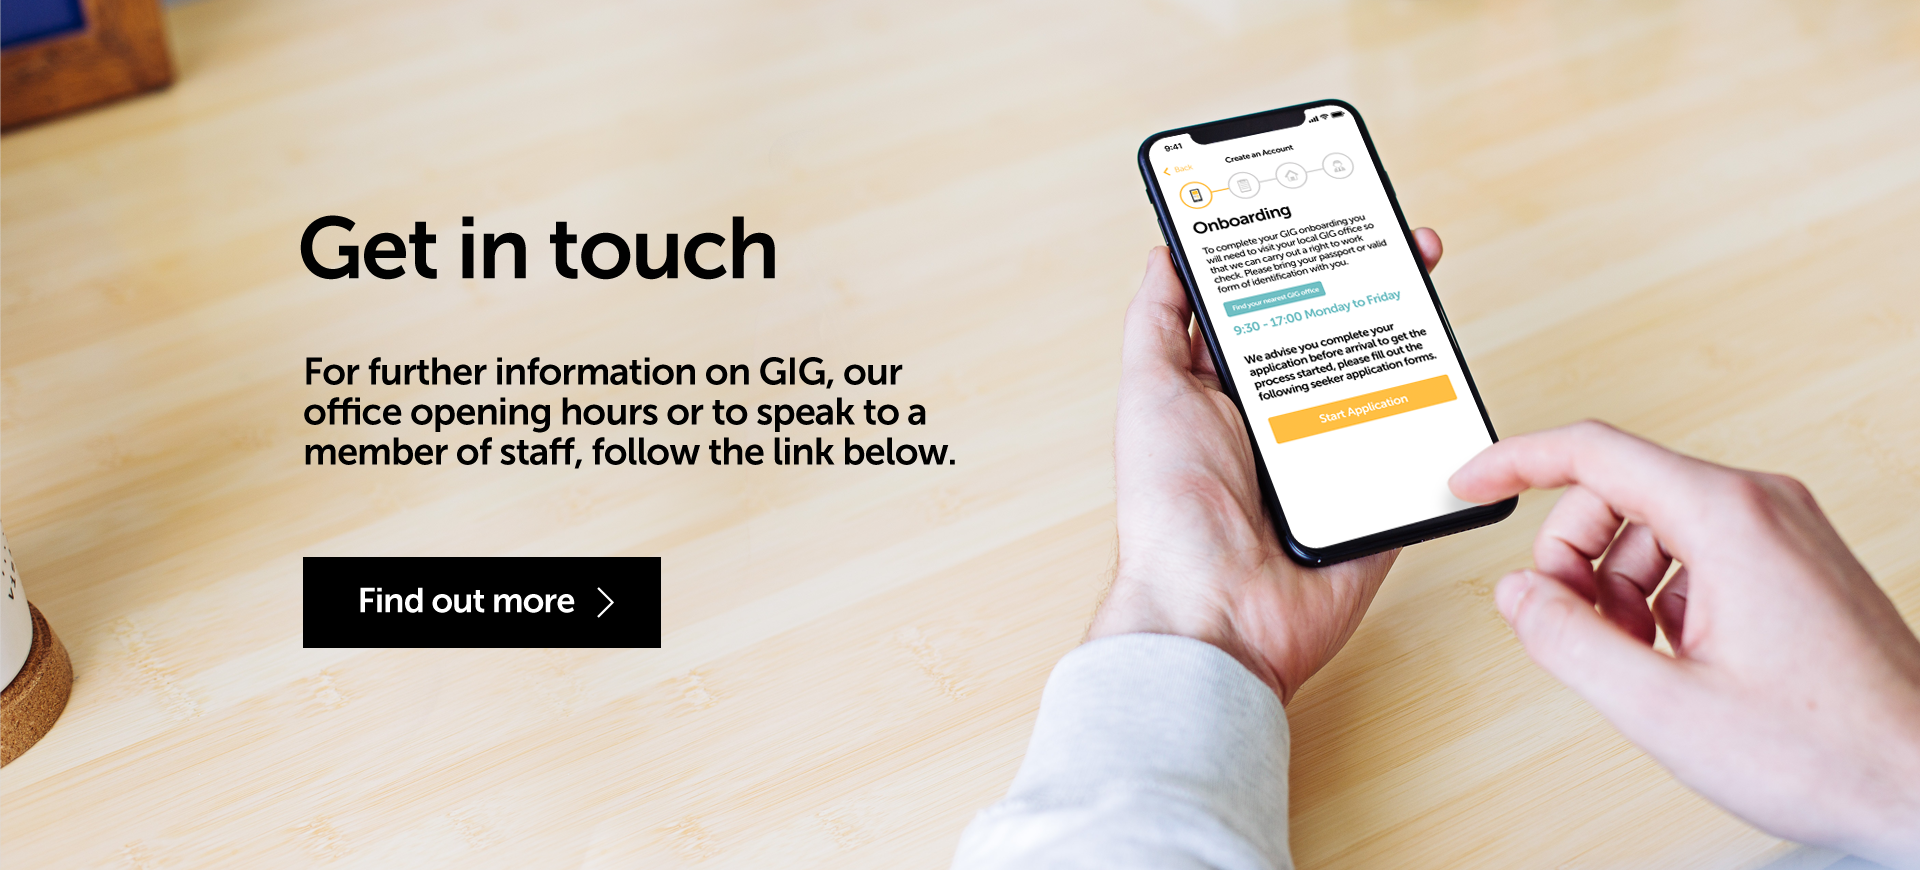 Get in touch
For further information on GIG, our
office opening hours or to speak to a
member of staff, follow the link below.
Find out more
9:41
Back
Create an Account
Onboarding
To complete your GIG onboarding you
will need to visit your local GIG office so
that we can carry out a right to work
check. Please bring your passport or valid
form of identification with you.
Find your nearest GIG office
9:30 - 17:00 Monday to Friday
We advise you complete your
application before arrival to get the
process started, please fill out the
following seeker application forms.
Start Application